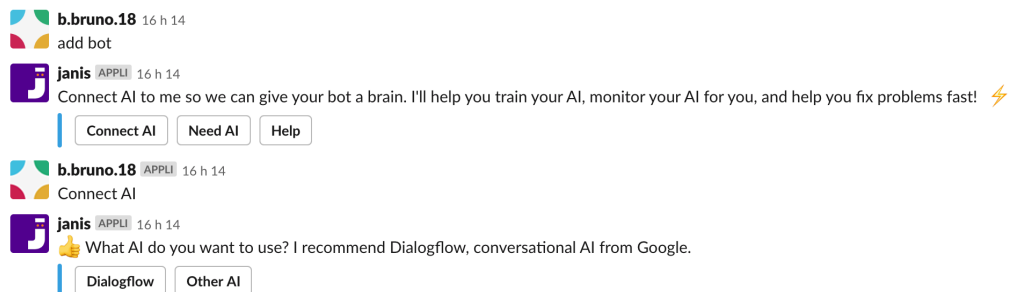 b.bruno.18 16 h 14
add bot
janis APPLI 16 h 14
Connect AI to me so we can give your bot a brain. I'll help you train your AI, monitor your AI for you, and help you fix problems fast! ⚡
Connect AI Need AI Help
b.bruno.18 APPLI 16 h 14
Connect AI
janis APPLI 16 h 14
👍 What AI do you want to use? I recommend Dialogflow, conversational AI from Google.
Dialogflow Other AI